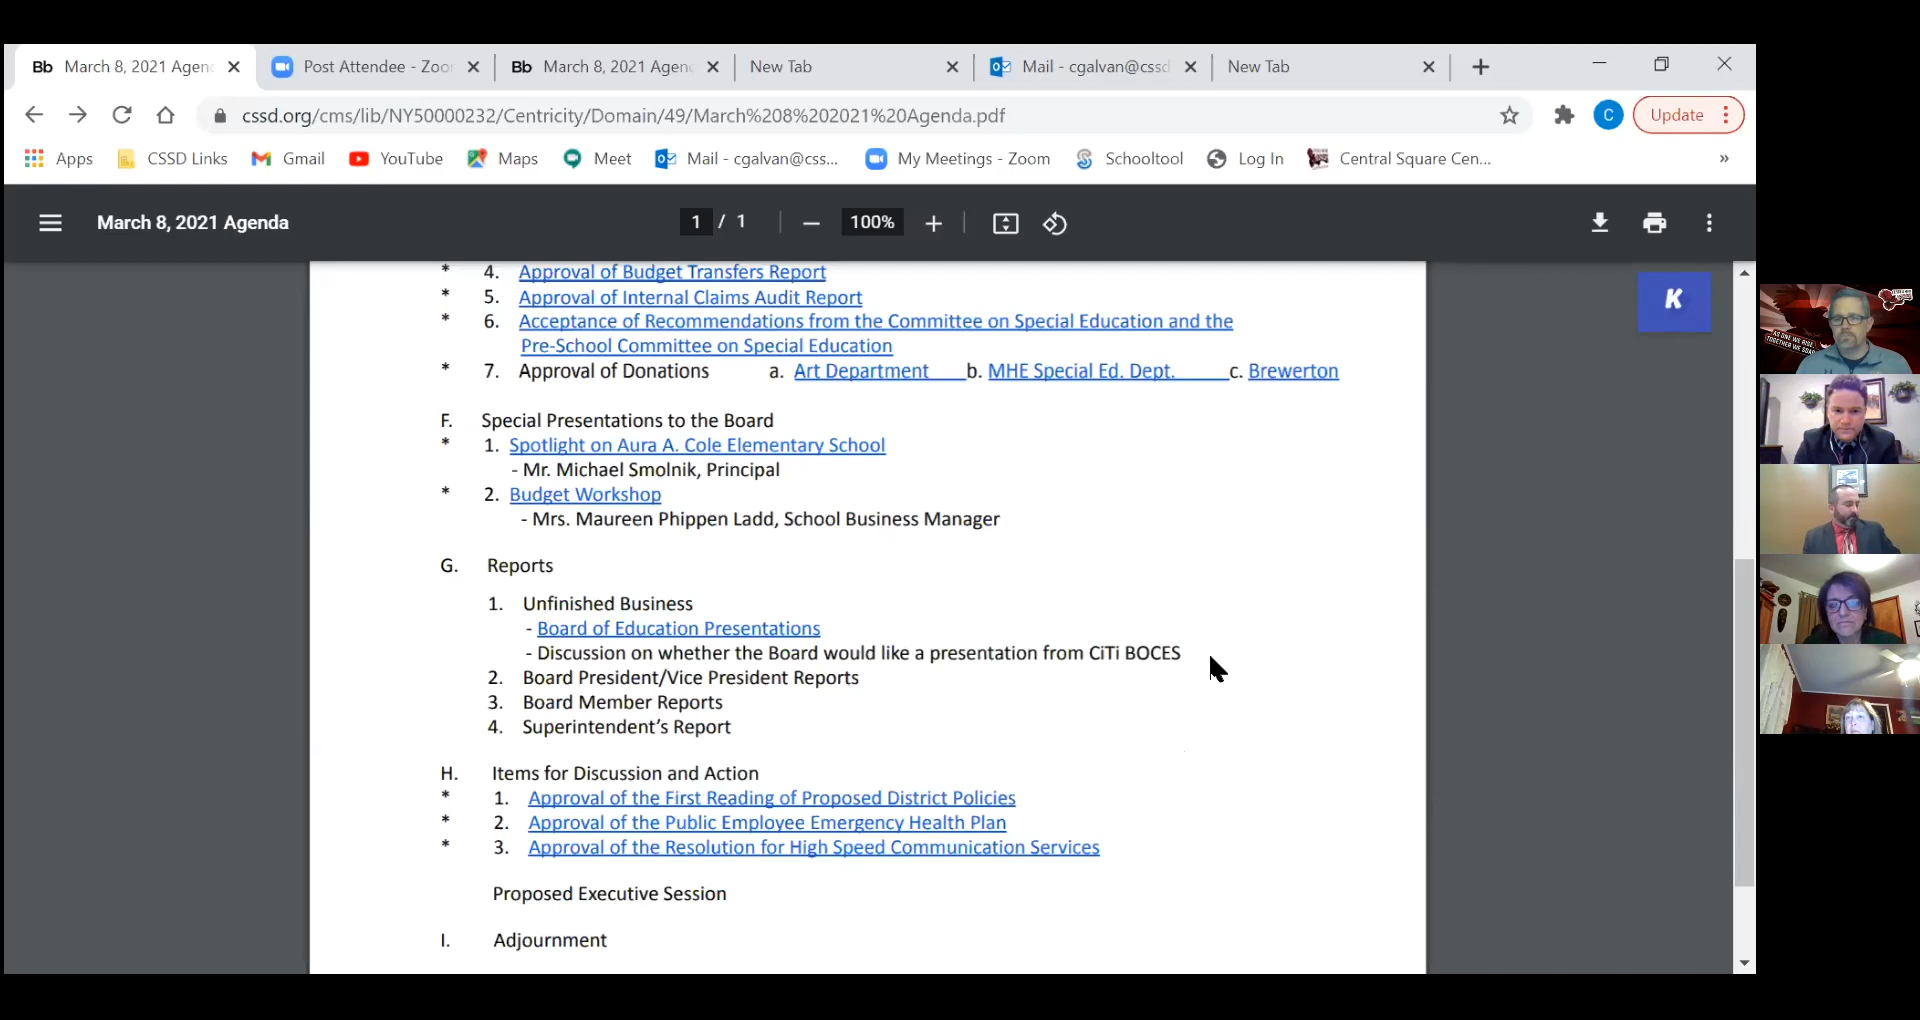 Bb March 8, 2021 Agen
Post Attendee - Zoo
Bb March 8, 2021 Agen
New Tab
Mail - cgalvan@cssd
New Tab
cssd.org/cms/lib/NY50000232/Centricity/Domain/49/March%208%202021%20Agenda.pdf
C
Update
Apps
CSSD Links
Gmail
YouTube
Maps
Meet
Mail - cgalvan@css...
My Meetings - Zoom
Schooltool
Log In
Central Square Cen...
»
March 8, 2021 Agenda
1 / 1
100%
K
* 4. Approval of Budget Transfers Report
* 5. Approval of Internal Claims Audit Report
* 6. Acceptance of Recommendations from the Committee on Special Education and the
Pre-School Committee on Special Education
* 7. Approval of Donations a. Art Department b. MHE Special Ed. Dept. c. Brewerton
F. Special Presentations to the Board
* 1. Spotlight on Aura A. Cole Elementary School
- Mr. Michael Smolnik, Principal
* 2. Budget Workshop
- Mrs. Maureen Phippen Ladd, School Business Manager
G. Reports
1. Unfinished Business
- Board of Education Presentations
- Discussion on whether the Board would like a presentation from CiTi BOCES
2. Board President/Vice President Reports
3. Board Member Reports
4. Superintendent's Report
H. Items for Discussion and Action
* 1. Approval of the First Reading of Proposed District Policies
* 2. Approval of the Public Employee Emergency Health Plan
* 3. Approval of the Resolution for High Speed Communication Services
Proposed Executive Session
I. Adjournment
AS ONE WE RISE,
TOGETHER WE SOAR